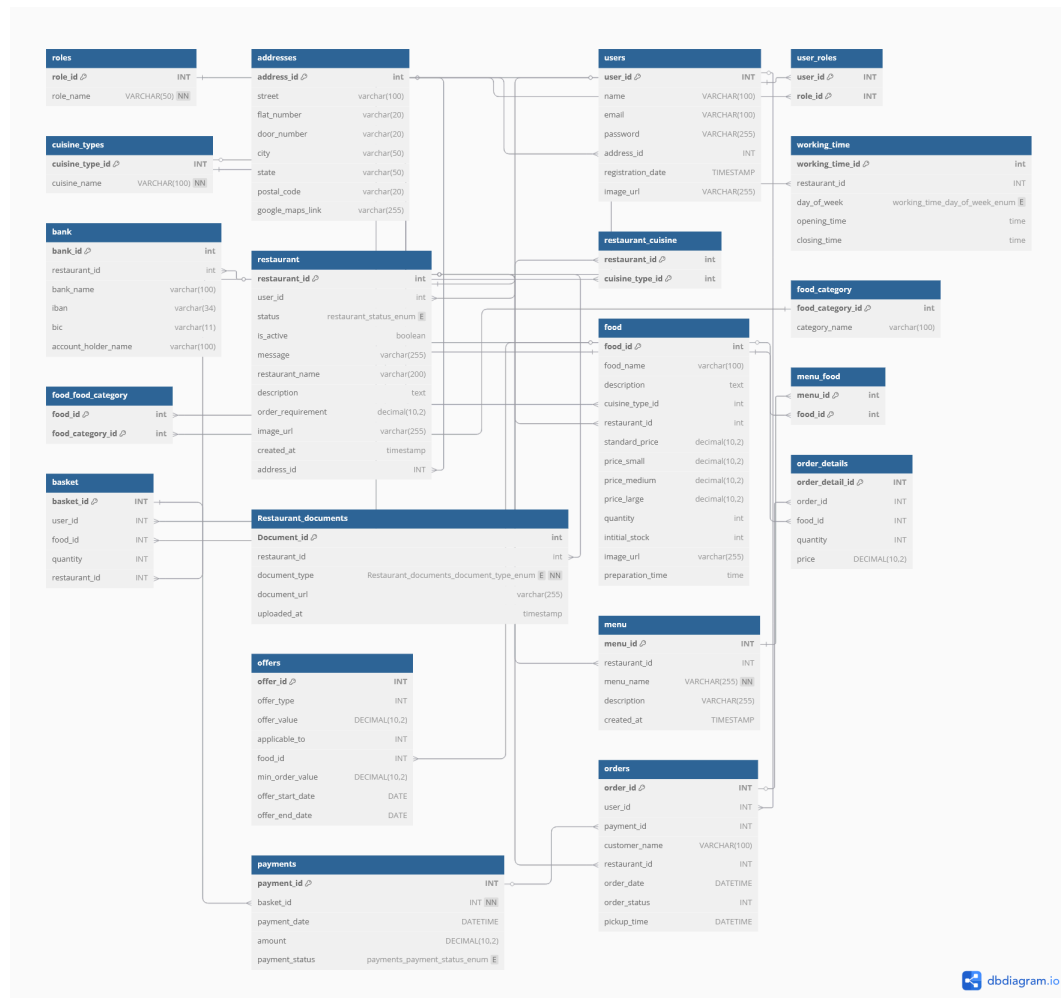 roles
role_id INT
role_name VARCHAR(50) NN
cuisine_types
cuisine_type_id INT
cuisine_name VARCHAR(100) NN
bank
bank_id int
restaurant_id int
bank_name varchar(100)
iban varchar(34)
bic varchar(11)
account_holder_name varchar(100)
food_food_category
food_id int
food_category_id int
basket
basket_id INT
user_id INT
food_id INT
quantity INT
restaurant_id INT
addresses
address_id int
street varchar(100)
flat_number varchar(20)
door_number varchar(20)
city varchar(50)
state varchar(50)
postal_code varchar(20)
google_maps_link varchar(255)
restaurant
restaurant_id int
user_id int
status restaurant_status_enum E
is_active boolean
message varchar(255)
restaurant_name varchar(200)
description text
order_requirement decimal(10,2)
image_url varchar(255)
created_at timestamp
address_id INT
Restaurant_documents
Document_id int
restaurant_id int
document_type Restaurant_documents_document_type_enum E NN
document_url varchar(255)
uploaded_at timestamp
offers
offer_id INT
offer_type INT
offer_value DECIMAL(10,2)
applicable_to INT
food_id INT
min_order_value DECIMAL(10,2)
offer_start_date DATE
offer_end_date DATE
payments
payment_id INT
basket_id INT NN
payment_date DATETIME
amount DECIMAL(10,2)
payment_status payments_payment_status_enum E
users
user_id INT
name VARCHAR(100)
email VARCHAR(100)
password VARCHAR(255)
address_id INT
registration_date TIMESTAMP
image_url VARCHAR(255)
restaurant_cuisine
restaurant_id int
cuisine_type_id int
food
food_id int
food_name varchar(100)
description text
cuisine_type_id int
restaurant_id int
standard_price decimal(10,2)
price_small decimal(10,2)
price_medium decimal(10,2)
price_large decimal(10,2)
quantity int
intitial_stock int
image_url varchar(255)
preparation_time time
menu
menu_id INT
restaurant_id INT
menu_name VARCHAR(255) NN
description VARCHAR(255)
created_at TIMESTAMP
orders
order_id INT
user_id INT
payment_id INT
customer_name VARCHAR(100)
restaurant_id INT
order_date DATETIME
order_status INT
pickup_time DATETIME
user_roles
user_id INT
role_id INT
working_time
working_time_id int
restaurant_id INT
day_of_week working_time_day_of_week_enum E
opening_time time
closing_time time
food_category
food_category_id int
category_name varchar(100)
menu_food
menu_id int
food_id int
order_details
order_detail_id INT
order_id INT
food_id INT
quantity INT
price DECIMAL(10,2)
dbdiagram.io